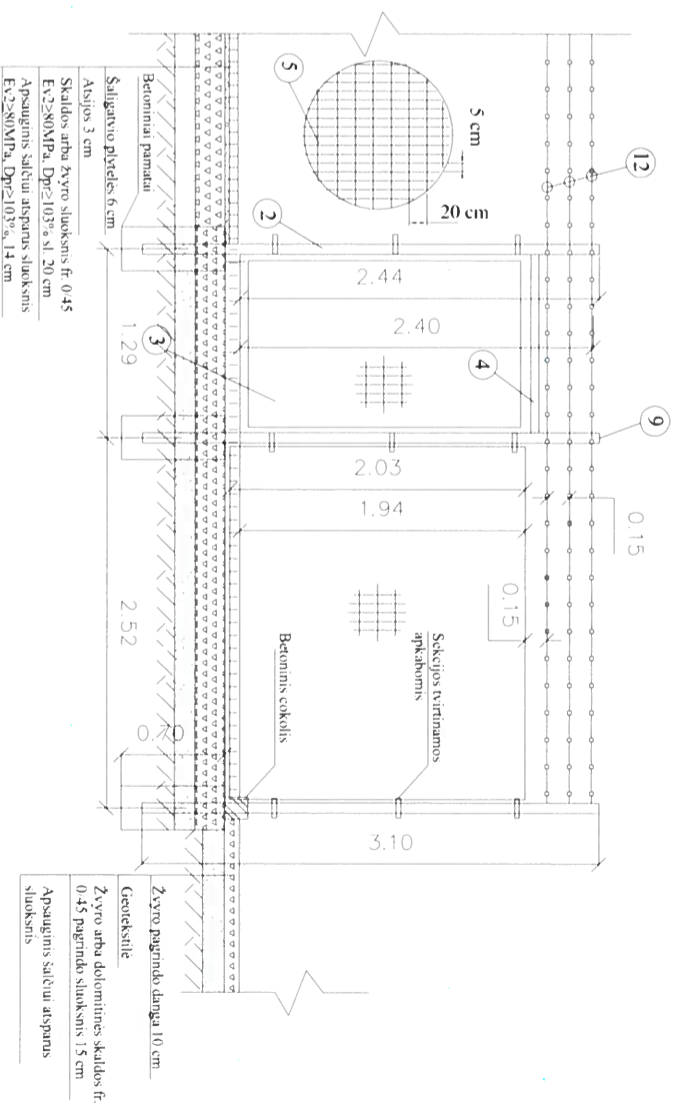 12
5
5 cm
20 cm
2
2.44
2.40
4
3
9
0.15
2.03
1.94
0.15
Sekcijos tvirtinamos
apkabomis
Betoninis cokolis
1.29
2.52
0.70
3.10
Betoniniai pamatai
Šaligatvio plytelės 6 cm
Atsijos 3 cm
Skaldos arba žvyro sluoksnis fr. 0/45
Ev2≥80MPa, Dpr≥103% sl. 20 cm
Apsauginis šalčiui atsparus sluoksnis
Ev2≥80MPa, Dpr≥103%, 14 cm
Žvyro pagrindo danga 10 cm
Geotekstilė
Žvyro arba dolomitinės skaldos fr.
0/45 pagrindo sluoksnis 15 cm
Apsauginis šalčiui atsparus
sluoksnis